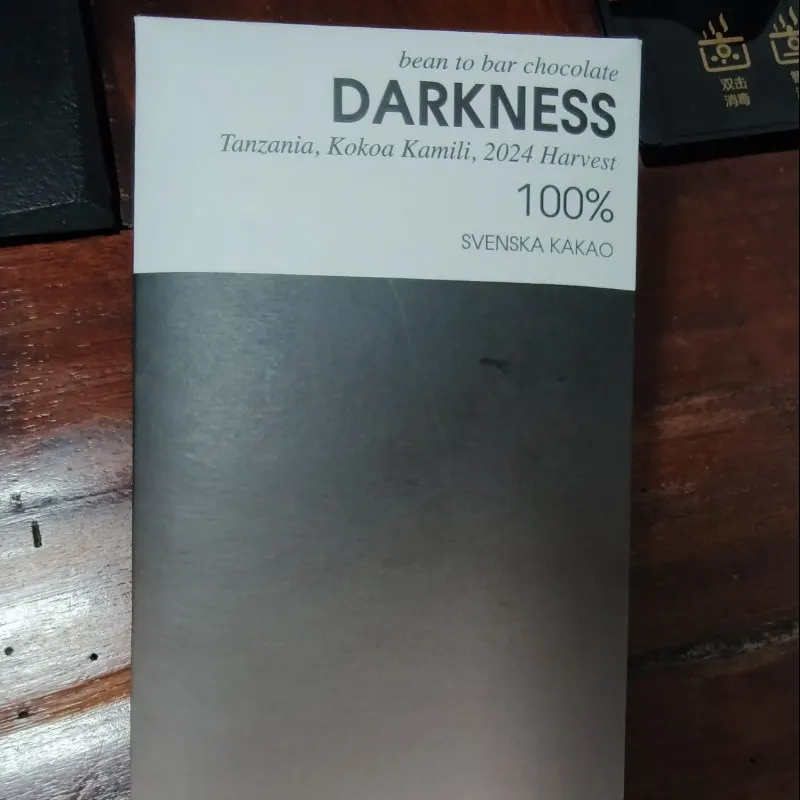 bean to bar chocolate
DARKNESS
Tanzania, Kokoa Kamili, 2024 Harvest
100%
SVENSKA KAKAO
双击
消毒